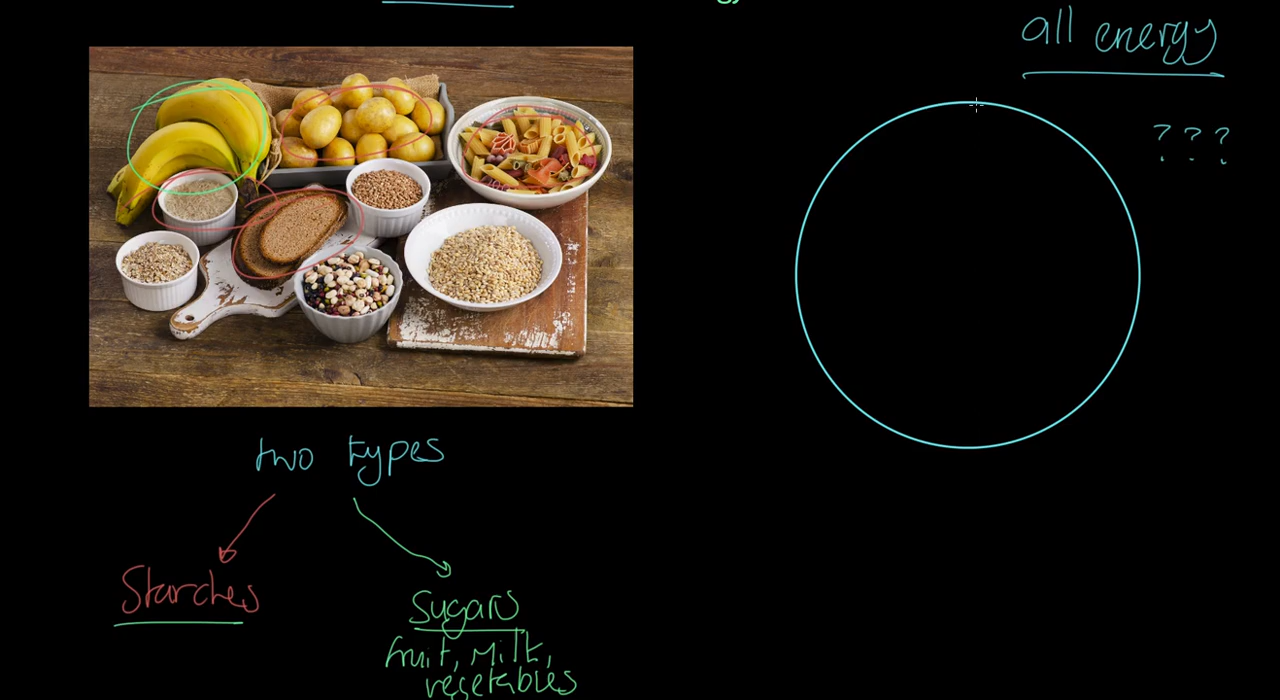 all energy
? ? ?
two types
Starches
Sugars
fruit, milk,
vegetables